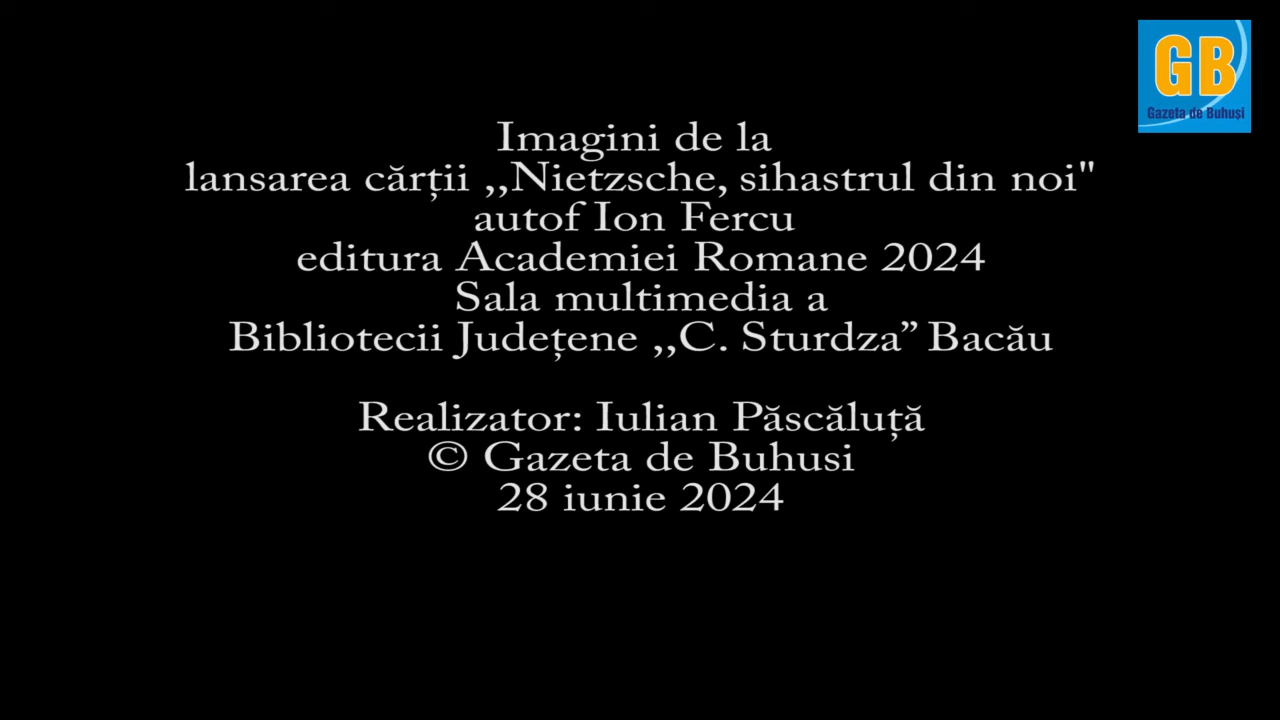 GB
Gazeta de Buhuși
Imagini de la
lansarea cărții ,,Nietzsche, sihastrul din noi"
autof Ion Fercu
editura Academiei Romane 2024
Sala multimedia a
Bibliotecii Județene ,,C. Sturdza” Bacău
Realizator: Iulian Păscăluță
© Gazeta de Buhusi
28 iunie 2024